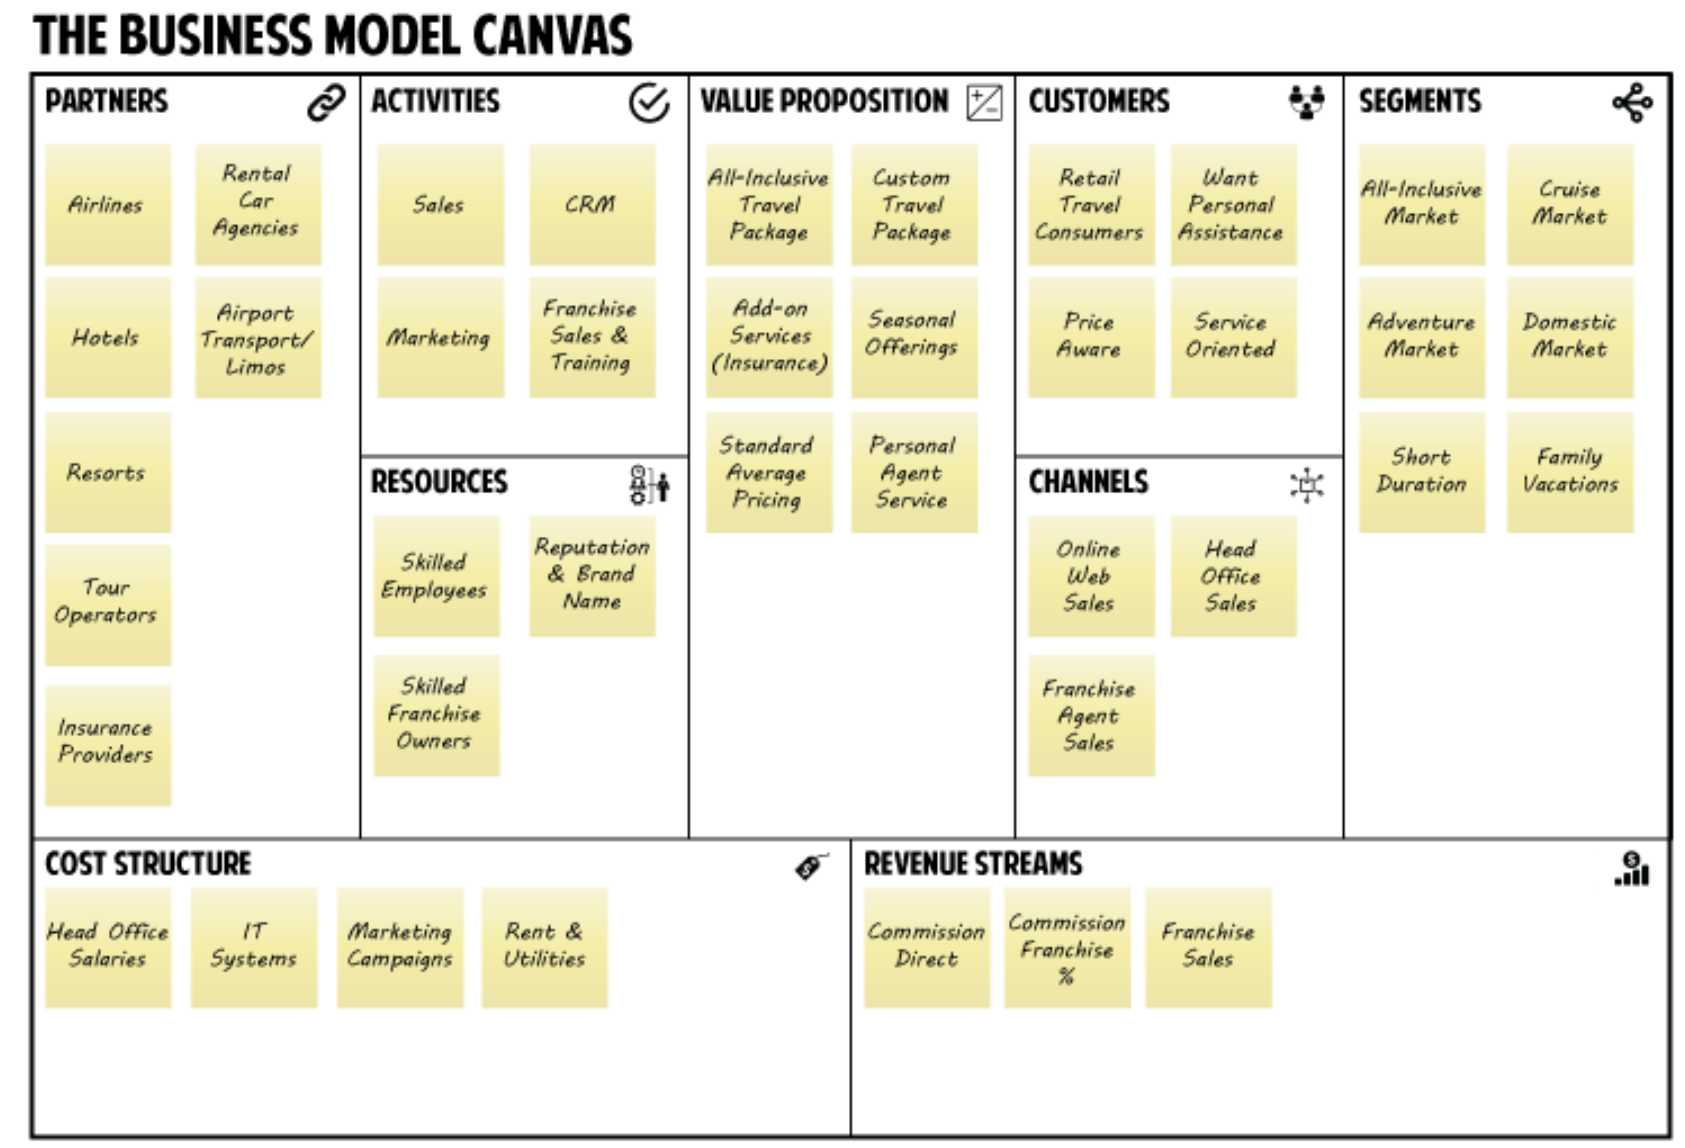 THE BUSINESS MODEL CANVAS
PARTNERS
Airlines
Rental
Car
Agencies
Hotels
Airport
Transport/
Limos
Resorts
Tour
Operators
Insurance
Providers
ACTIVITIES
Sales
CRM
Marketing
Franchise
Sales &
Training
RESOURCES
Skilled
Employees
Reputation
& Brand
Name
Skilled
Franchise
Owners
VALUE PROPOSITION
All-Inclusive
Travel
Package
Custom
Travel
Package
Add-on
Services
(Insurance)
Seasonal
Offerings
Standard
Average
Pricing
Personal
Agent
Service
CUSTOMERS
Retail
Travel
Consumers
Want
Personal
Assistance
Price
Aware
Service
Oriented
CHANNELS
Online
Web
Sales
Head
Office
Sales
Franchise
Agent
Sales
SEGMENTS
All-Inclusive
Market
Cruise
Market
Adventure
Market
Domestic
Market
Short
Duration
Family
Vacations
COST STRUCTURE
Head Office
Salaries
IT
Systems
Marketing
Campaigns
Rent &
Utilities
REVENUE STREAMS
Commission
Direct
Commission
Franchise
%
Franchise
Sales